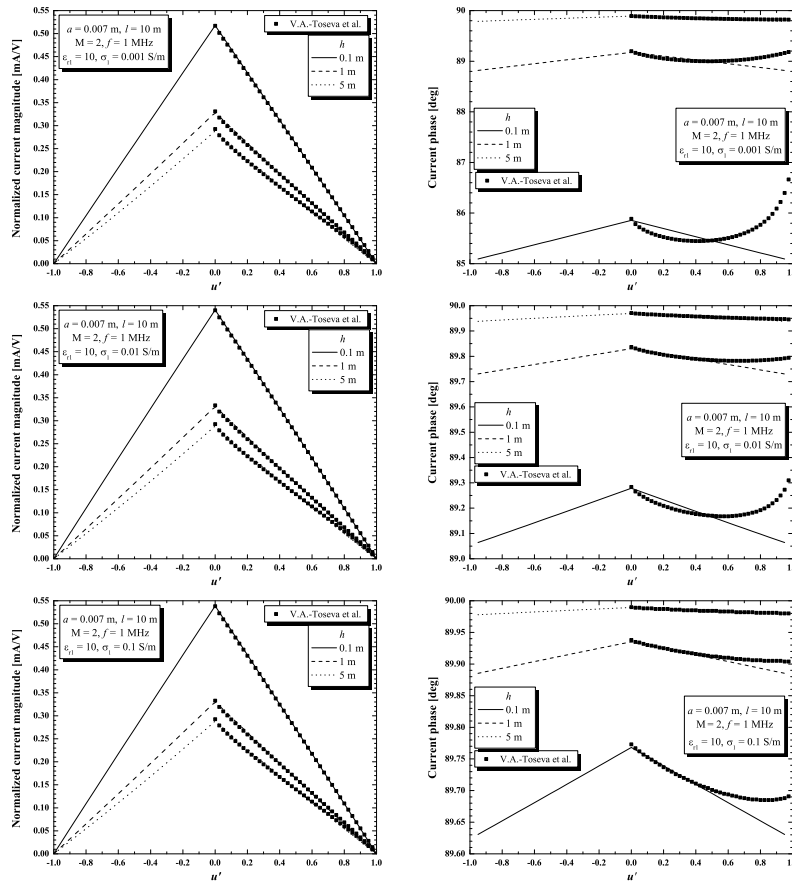 Normalized current magnitude [mA/V]
0.55
0.50
0.45
0.40
0.35
0.30
0.25
0.20
0.15
0.10
0.05
0.00
a = 0.007 m, l = 10 m
M = 2, f = 1 MHz
εr1 = 10, σ1 = 0.001 S/m
V.A.-Toseva et al.
h
0.1 m
1 m
5 m
-1.0 -0.8 -0.6 -0.4 -0.2 0.0 0.2 0.4 0.6 0.8 1.0
u'
Current phase [deg]
90
89
88
87
86
85
h
0.1 m
1 m
5 m
V.A.-Toseva et al.
a = 0.007 m, l = 10 m
M = 2, f = 1 MHz
εr1 = 10, σ1 = 0.001 S/m
-1.0 -0.8 -0.6 -0.4 -0.2 0.0 0.2 0.4 0.6 0.8 1.0
u'
Normalized current magnitude [mA/V]
0.55
0.50
0.45
0.40
0.35
0.30
0.25
0.20
0.15
0.10
0.05
0.00
a = 0.007 m, l = 10 m
M = 2, f = 1 MHz
εr1 = 10, σ1 = 0.01 S/m
V.A.-Toseva et al.
h
0.1 m
1 m
5 m
-1.0 -0.8 -0.6 -0.4 -0.2 0.0 0.2 0.4 0.6 0.8 1.0
u'
Current phase [deg]
90.0
89.9
89.8
89.7
89.6
89.5
89.4
89.3
89.2
89.1
89.0
h
0.1 m
1 m
5 m
V.A.-Toseva et al.
a = 0.007 m, l = 10 m
M = 2, f = 1 MHz
εr1 = 10, σ1 = 0.01 S/m
-1.0 -0.8 -0.6 -0.4 -0.2 0.0 0.2 0.4 0.6 0.8 1.0
u'
Normalized current magnitude [mA/V]
0.55
0.50
0.45
0.40
0.35
0.30
0.25
0.20
0.15
0.10
0.05
0.00
a = 0.007 m, l = 10 m
M = 2, f = 1 MHz
εr1 = 10, σ1 = 0.1 S/m
V.A.-Toseva et al.
h
0.1 m
1 m
5 m
-1.0 -0.8 -0.6 -0.4 -0.2 0.0 0.2 0.4 0.6 0.8 1.0
u'
Current phase [deg]
90.00
89.95
89.90
89.85
89.80
89.75
89.70
89.65
89.60
h
0.1 m
1 m
5 m
V.A.-Toseva et al.
a = 0.007 m, l = 10 m
M = 2, f = 1 MHz
εr1 = 10, σ1 = 0.1 S/m
-1.0 -0.8 -0.6 -0.4 -0.2 0.0 0.2 0.4 0.6 0.8 1.0
u'